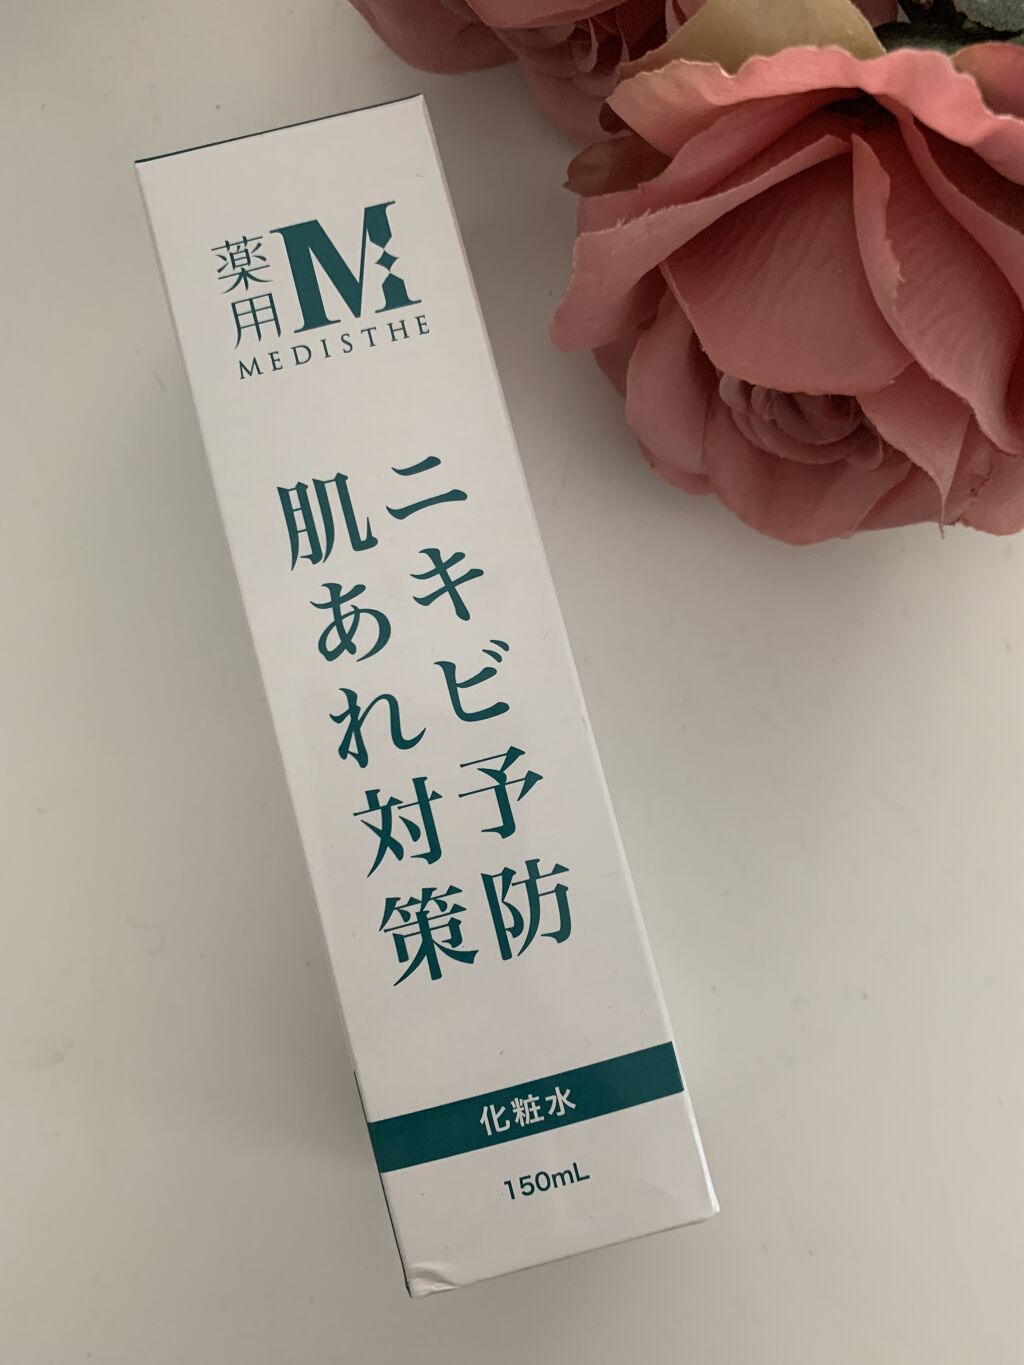 薬用
M
MEDISTHE
ニキビ予防
肌あれ対策
化粧水
150mL